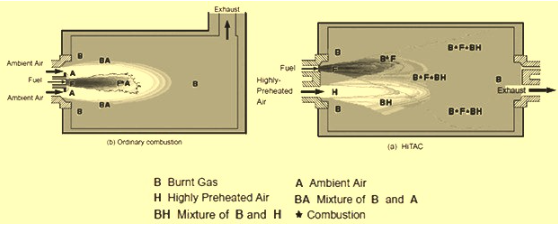 Exhaust
Ambient Air
Fuel
Ambient Air
B
BA
A
A
A
B
BA
B
(b) Ordinary combustion
Fuel
Highly-
Preheated
Air
B
B★F
B★F★BH
B★F★BH
H
B
BH
B
B★F★BH
Exhaust
(a) HiTAC
B Burnt Gas
A Ambient Air
H Highly Preheated Air
BA Mixture of B and A
BH Mixture of B and H
★ Combustion